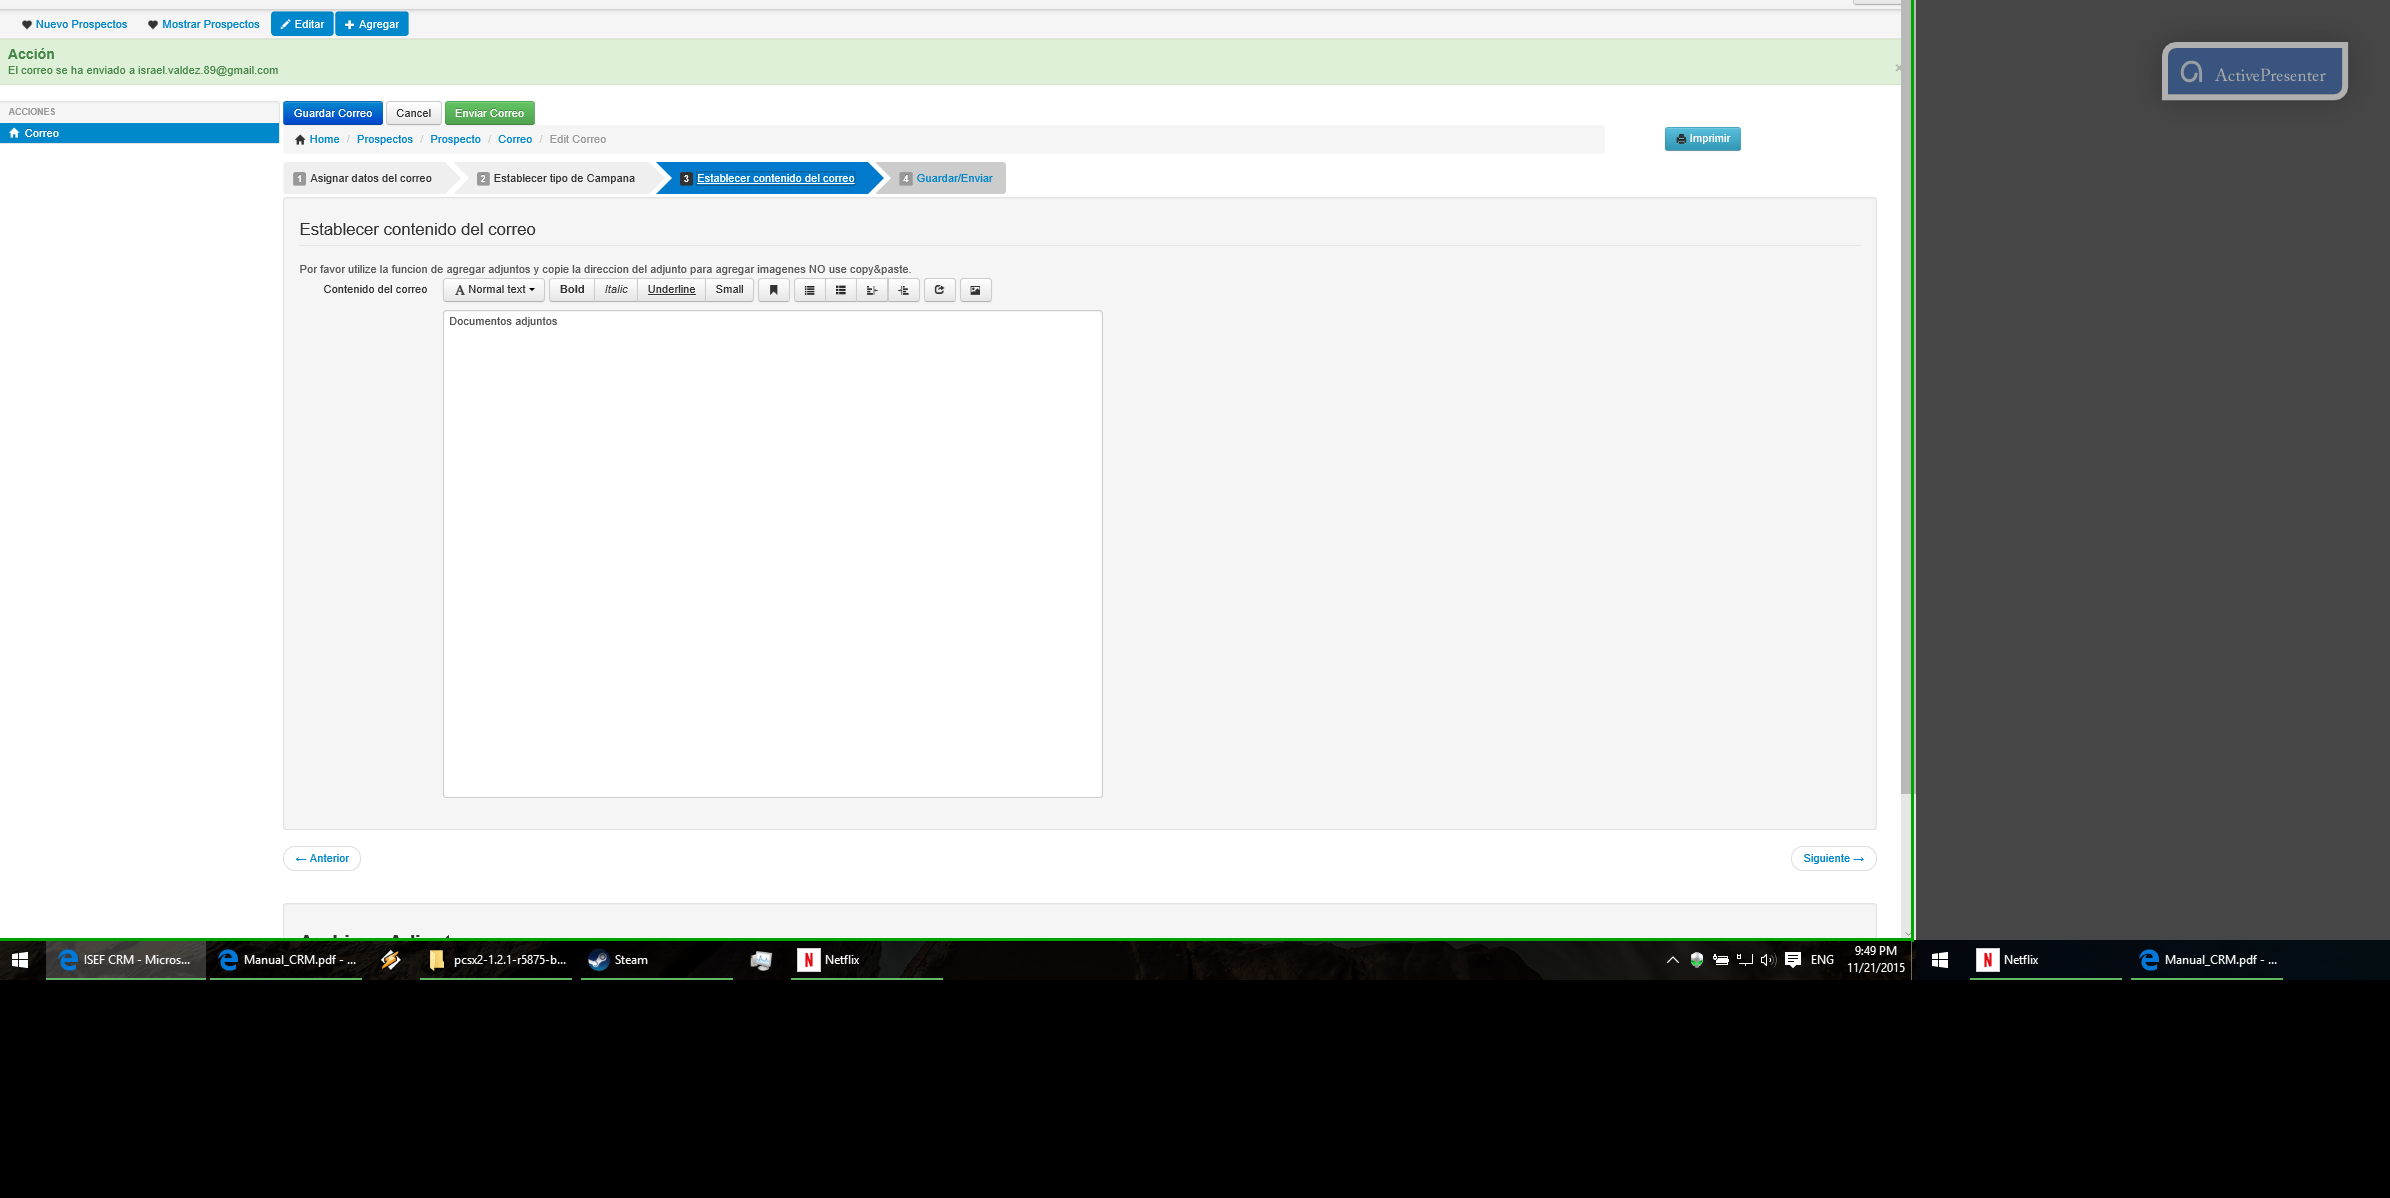 Nuevo Prospectos Mostrar Prospectos Editar Agregar
Acción
El correo se ha enviado a israel.valdez.89@gmail.com
×
ActivePresenter
ACCIONES
Correo
Guardar Correo Cancel Enviar Correo
Home / Prospectos / Prospecto / Correo / Edit Correo
Imprimir
1 Asignar datos del correo 2 Establecer tipo de Campana 3 Establecer contenido del correo 4 Guardar/Enviar
Establecer contenido del correo
Por favor utilize la funcion de agregar adjuntos y copie la direccion del adjunto para agregar imagenes NO use copy&paste.
Contenido del correo A Normal text Bold Italic Underline Small
Documentos adjuntos
← Anterior Siguiente →
ISEF CRM - Micros... Manual_CRM.pdf - ... pcsx2-1.2.1-r5875-b... Steam N Netflix ENG 9:49 PM
11/21/2015
N Netflix Manual_CRM.pdf - ...